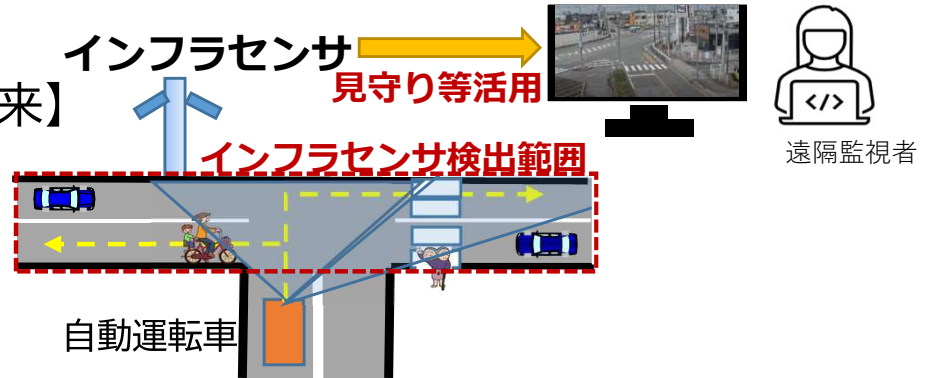 インフラセンサ
見守り等活用
来】
</>
遠隔監視者
インフラセンサ検出範囲
自動運転車